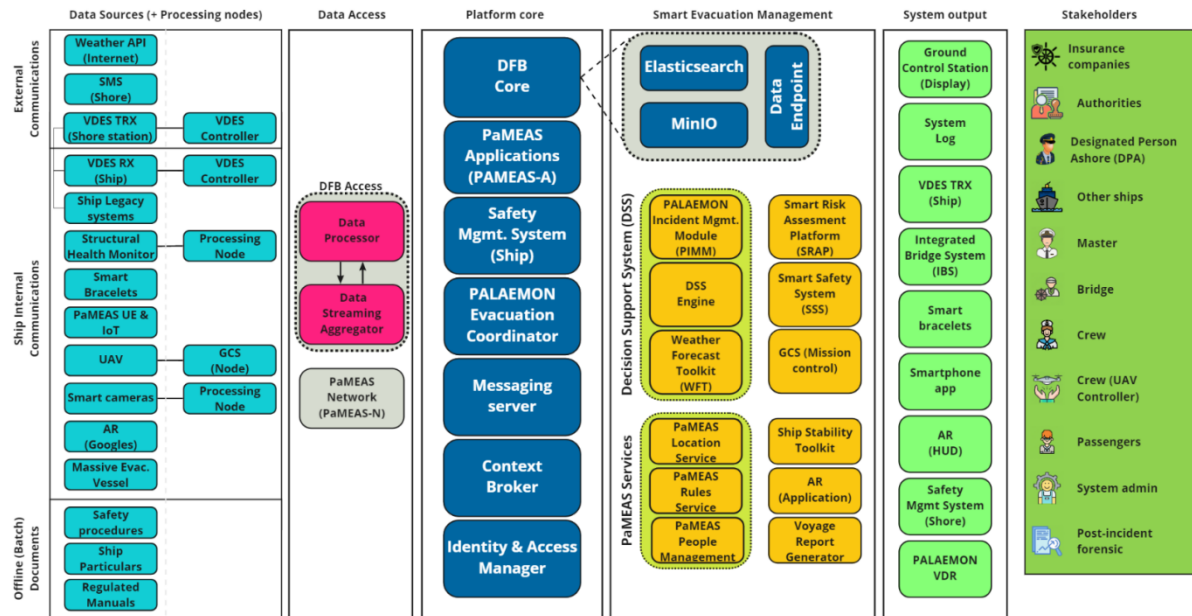 Data Sources (+ Processing nodes)
Data Access
Platform core
Smart Evacuation Management
System output
Stakeholders
External
Communications
Weather API
(Internet)
SMS
(Shore)
VDES TRX
(Shore station)
VDES
Controller
Ship Internal
Communications
VDES RX
(Ship)
VDES
Controller
Ship Legacy
systems
Structural
Health Monitor
Processing
Node
Smart
Bracelets
PaMEAS UE &
IoT
UAV
GCS
(Node)
Smart cameras
Processing
Node
AR
(Googles)
Massive Evac.
Vessel
Offline (Batch)
Documents
Safety
procedures
Ship
Particulars
Regulated
Manuals
DFB Access
Data
Processor
Data
Streaming
Aggregator
PaMEAS
Network
(PaMEAS-N)
DFB
Core
PaMEAS
Applications
(PAMEAS-A)
Safety
Mgmt. System
(Ship)
PALAEMON
Evacuation
Coordinator
Messaging
server
Context
Broker
Identity & Access
Manager
Elasticsearch
MinIO
Data
Endpoint
Decision Support System (DSS)
PALAEMON
Incident Mgmt.
Module
(PIMM)
Smart Risk
Assesment
Platform
(SRAP)
DSS
Engine
Smart Safety
System
(SSS)
Weather
Forecast
Toolkit
(WFT)
GCS (Mission
control)
PaMEAS Services
PaMEAS
Location
Service
Ship Stability
Toolkit
PaMEAS
Rules
Service
AR
(Application)
PaMEAS
People
Management
Voyage
Report
Generator
Ground
Control Station
(Display)
System
Log
VDES TRX
(Ship)
Integrated
Bridge System
(IBS)
Smart
bracelets
Smartphone
app
AR
(HUD)
Safety
Mgmt System
(Shore)
PALAEMON
VDR
Insurance
companies
Authorities
Designated Person
Ashore (DPA)
Other ships
Master
Bridge
Crew
Crew (UAV
Controller)
Passengers
System admin
Post-incident
forensic